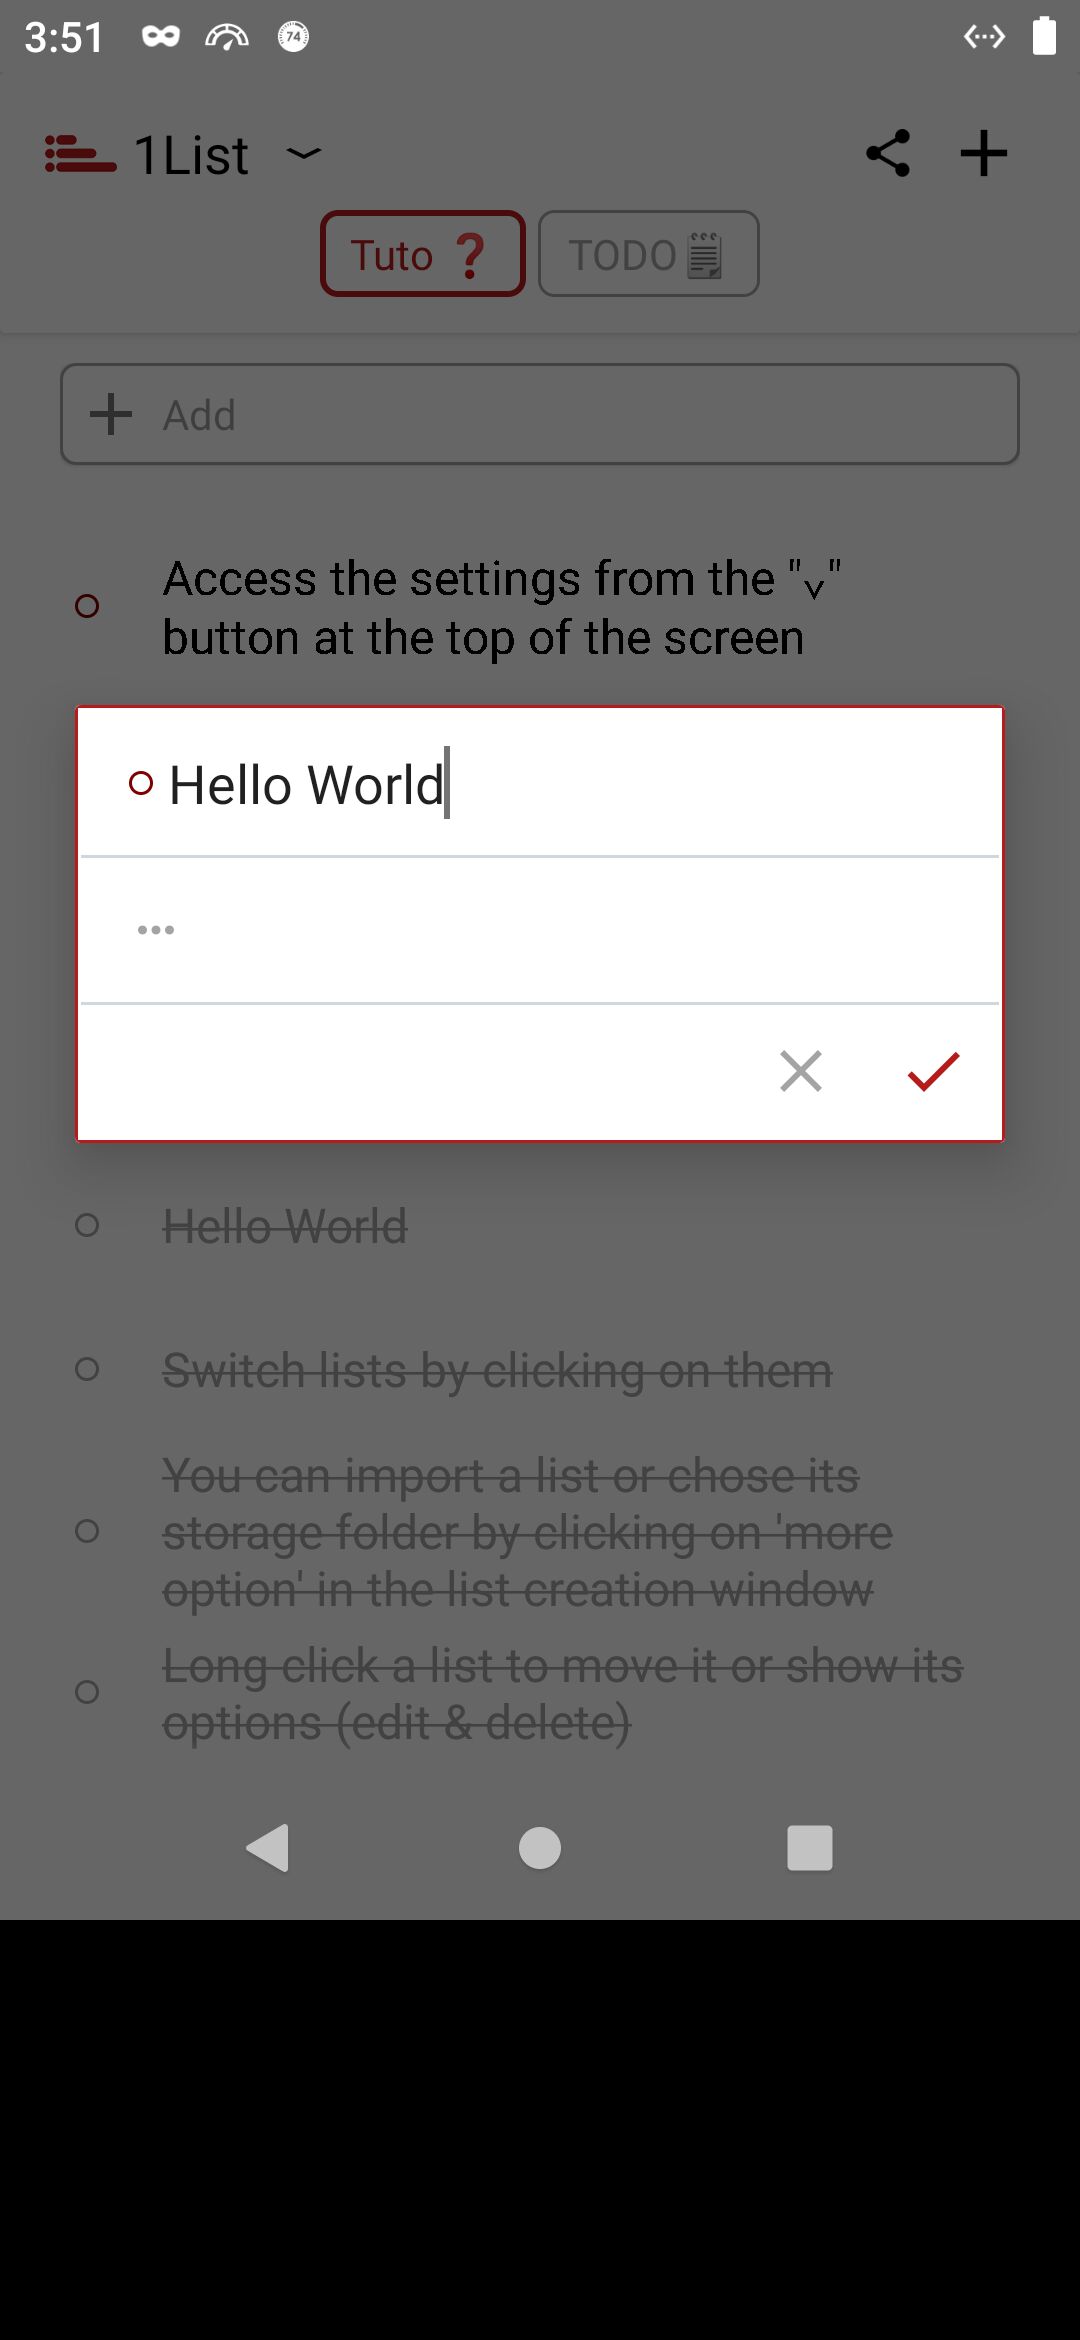 3:51
74
1List
Tuto ❓
TODO
Add
Access the settings from the "v"
button at the top of the screen
Hello World
...
Hello World
Switch lists by clicking on them
You can import a list or chose its
storage folder by clicking on 'more
option' in the list creation window
Long click a list to move it or show its
options (edit & delete)